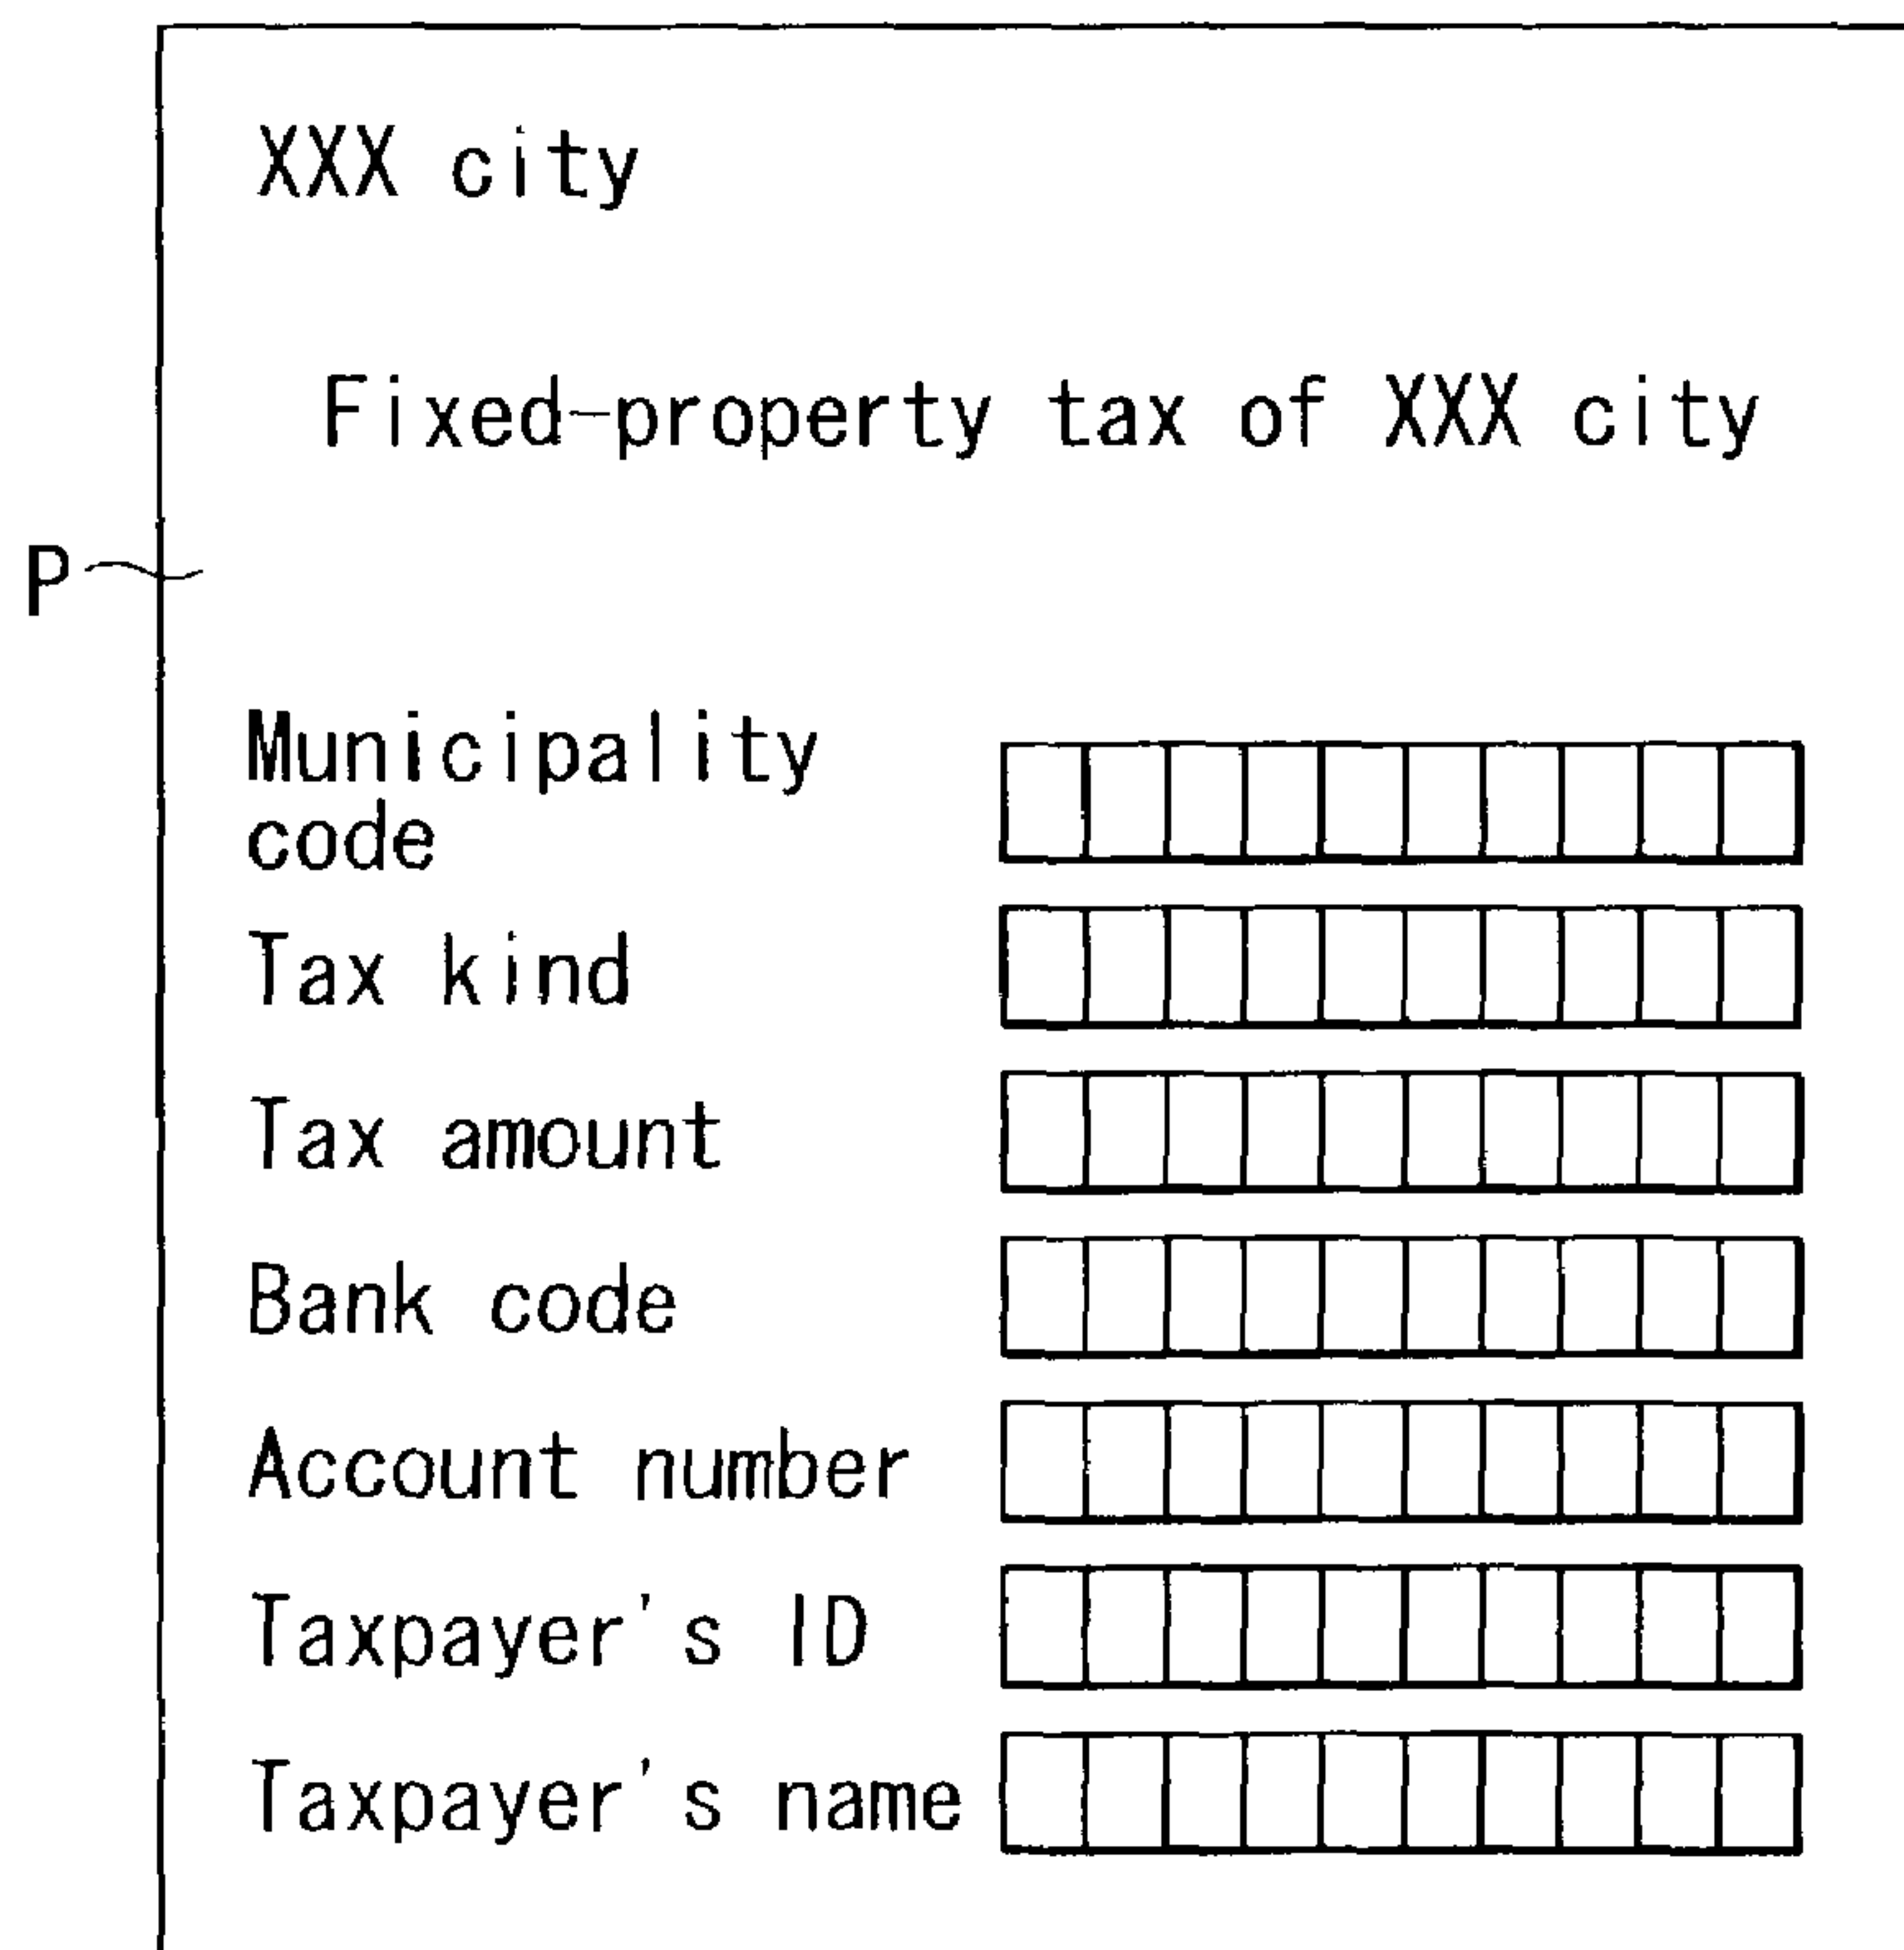 XXX city
Fixed-property tax of XXX city
P
Municipality
code
Tax kind
Tax amount
Bank code
Account number
Taxpayer's ID
Taxpayer's name